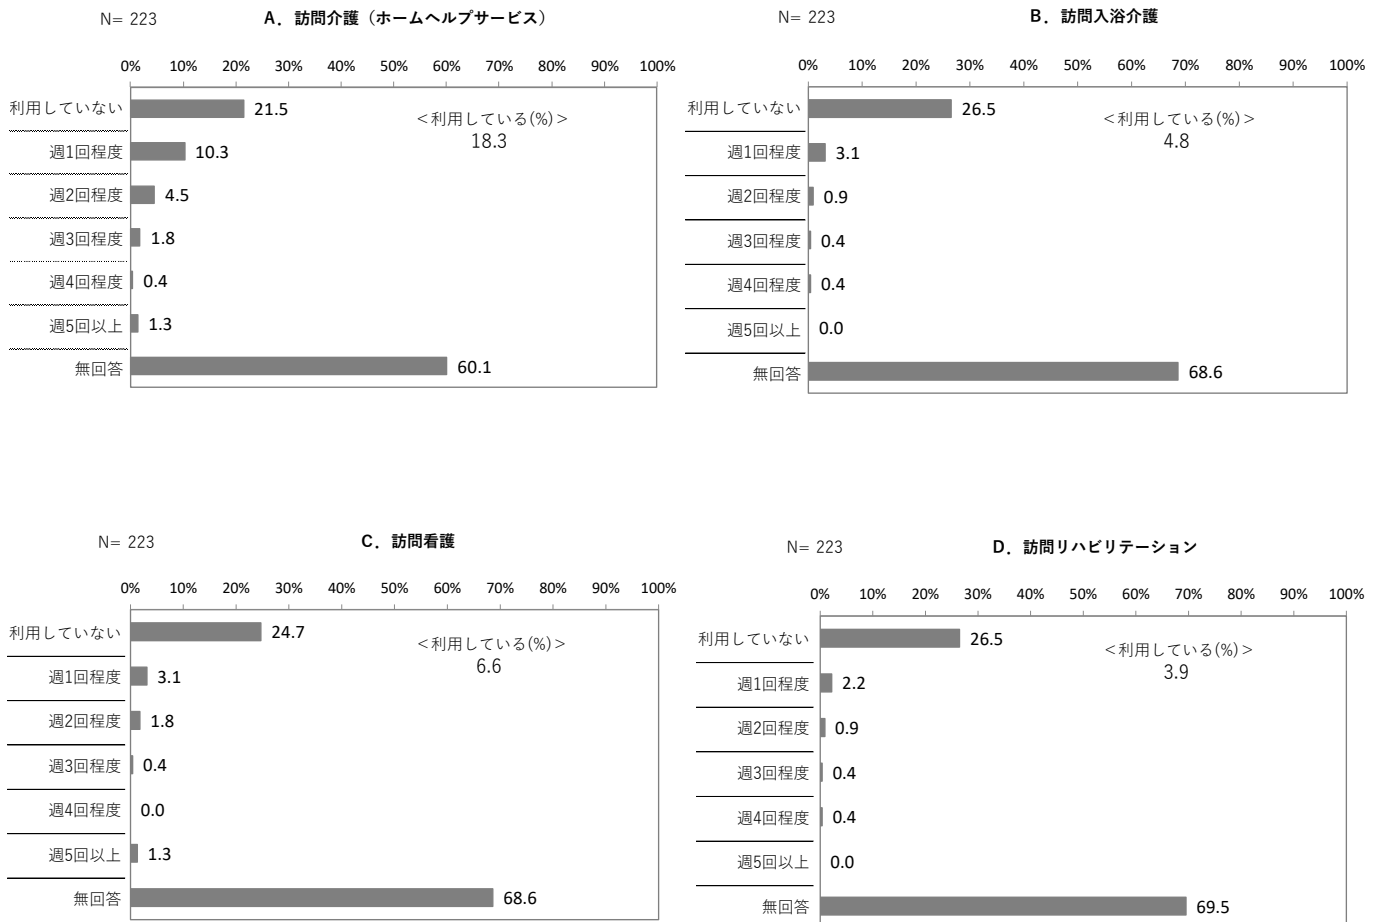 N= 223
A．訪問介護（ホームヘルプサービス）
0% 10% 20% 30% 40% 50% 60% 70% 80% 90% 100%
利用していない 21.5
＜利用している(%)＞
18.3
週1回程度 10.3
週2回程度 4.5
週3回程度 1.8
週4回程度 0.4
週5回以上 1.3
無回答 60.1
N= 223
B．訪問入浴介護
0% 10% 20% 30% 40% 50% 60% 70% 80% 90% 100%
利用していない 26.5
＜利用している(%)＞
4.8
週1回程度 3.1
週2回程度 0.9
週3回程度 0.4
週4回程度 0.4
週5回以上 0.0
無回答 68.6
N= 223
C．訪問看護
0% 10% 20% 30% 40% 50% 60% 70% 80% 90% 100%
利用していない 24.7
＜利用している(%)＞
6.6
週1回程度 3.1
週2回程度 1.8
週3回程度 0.4
週4回程度 0.0
週5回以上 1.3
無回答 68.6
N= 223
D．訪問リハビリテーション
0% 10% 20% 30% 40% 50% 60% 70% 80% 90% 100%
利用していない 26.5
＜利用している(%)＞
3.9
週1回程度 2.2
週2回程度 0.9
週3回程度 0.4
週4回程度 0.4
週5回以上 0.0
無回答 69.5